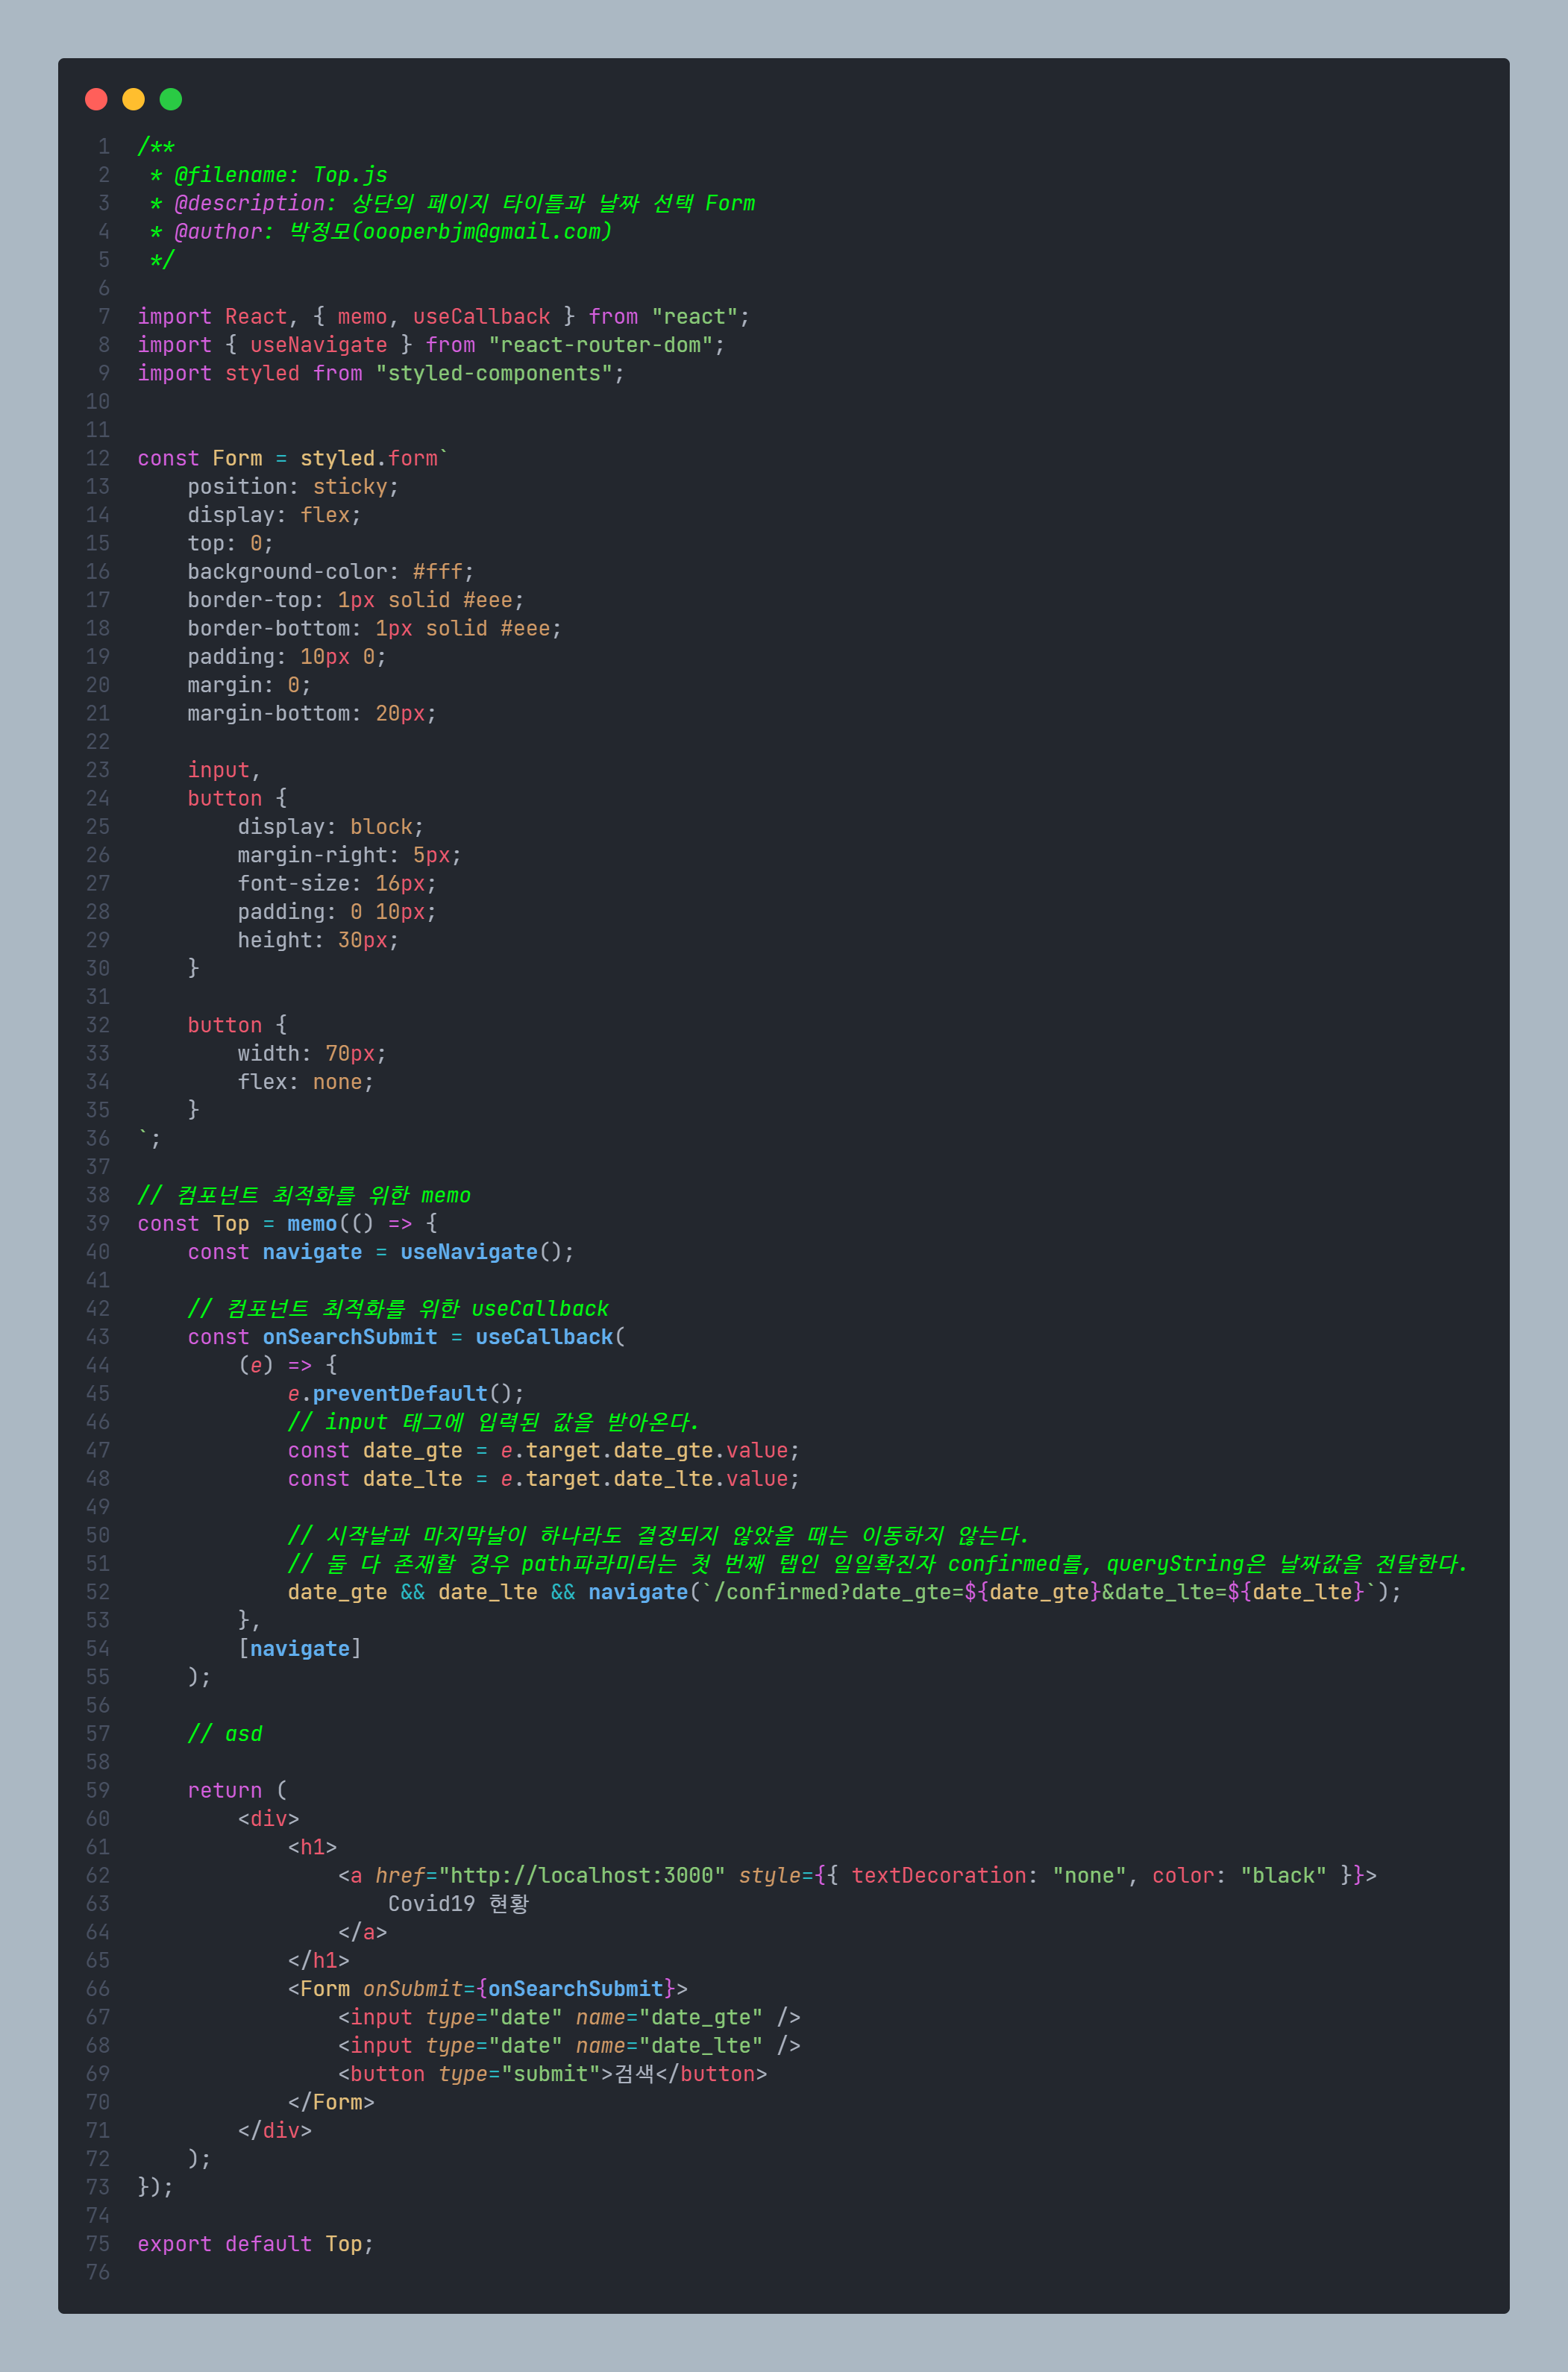 1 /**
2  * @filename: Top.js
3  * @description: 상단의 페이지 타이틀과 날짜 선택 Form
4  * @author: 박정모(oooperbjm@gmail.com)
5  */
6
7 import React, { memo, useCallback } from "react";
8 import { useNavigate } from "react-router-dom";
9 import styled from "styled-components";
10
11
12 const Form = styled.form`
13     position: sticky;
14     display: flex;
15     top: 0;
16     background-color: #fff;
17     border-top: 1px solid #eee;
18     border-bottom: 1px solid #eee;
19     padding: 10px 0;
20     margin: 0;
21     margin-bottom: 20px;
22
23     input,
24     button {
25         display: block;
26         margin-right: 5px;
27         font-size: 16px;
28         padding: 0 10px;
29         height: 30px;
30     }
31
32     button {
33         width: 70px;
34         flex: none;
35     }
36 `;
37
38 // 컴포넌트 최적화를 위한 memo
39 const Top = memo(() => {
40     const navigate = useNavigate();
41
42     // 컴포넌트 최적화를 위한 useCallback
43     const onSearchSubmit = useCallback(
44         (e) => {
45             e.preventDefault();
46             // input 태그에 입력된 값을 받아온다.
47             const date_gte = e.target.date_gte.value;
48             const date_lte = e.target.date_lte.value;
49
50             // 시작날과 마지막날이 하나라도 결정되지 않았을 때는 이동하지 않는다.
51             // 둘 다 존재할 경우 path파라미터는 첫 번째 탭인 일일확진자 confirmed를, queryString은 날짜값을 전달한다.
52             date_gte && date_lte && navigate(`/confirmed?date_gte=${date_gte}&date_lte=${date_lte}`);
53         },
54         [navigate]
55     );
56
57     // asd
58
59     return (
60         <div>
61             <h1>
62                 <a href="http://localhost:3000" style={{ textDecoration: "none", color: "black" }}>
63                     Covid19 현황
64                 </a>
65             </h1>
66             <Form onSubmit={onSearchSubmit}>
67                 <input type="date" name="date_gte" />
68                 <input type="date" name="date_lte" />
69                 <button type="submit">검색</button>
70             </Form>
71         </div>
72     );
73 });
74
75 export default Top;
76